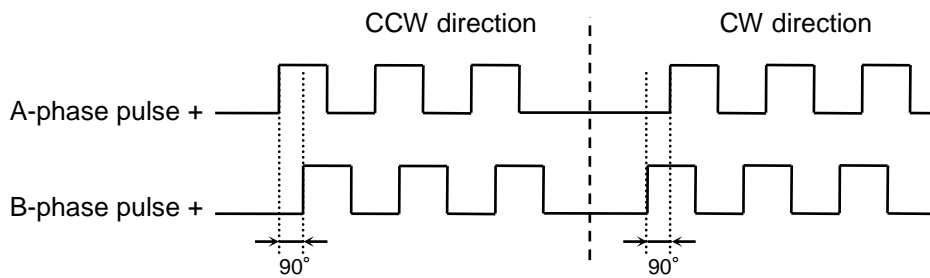 CCW direction
CW direction
A-phase pulse +
B-phase pulse +
90°
90°